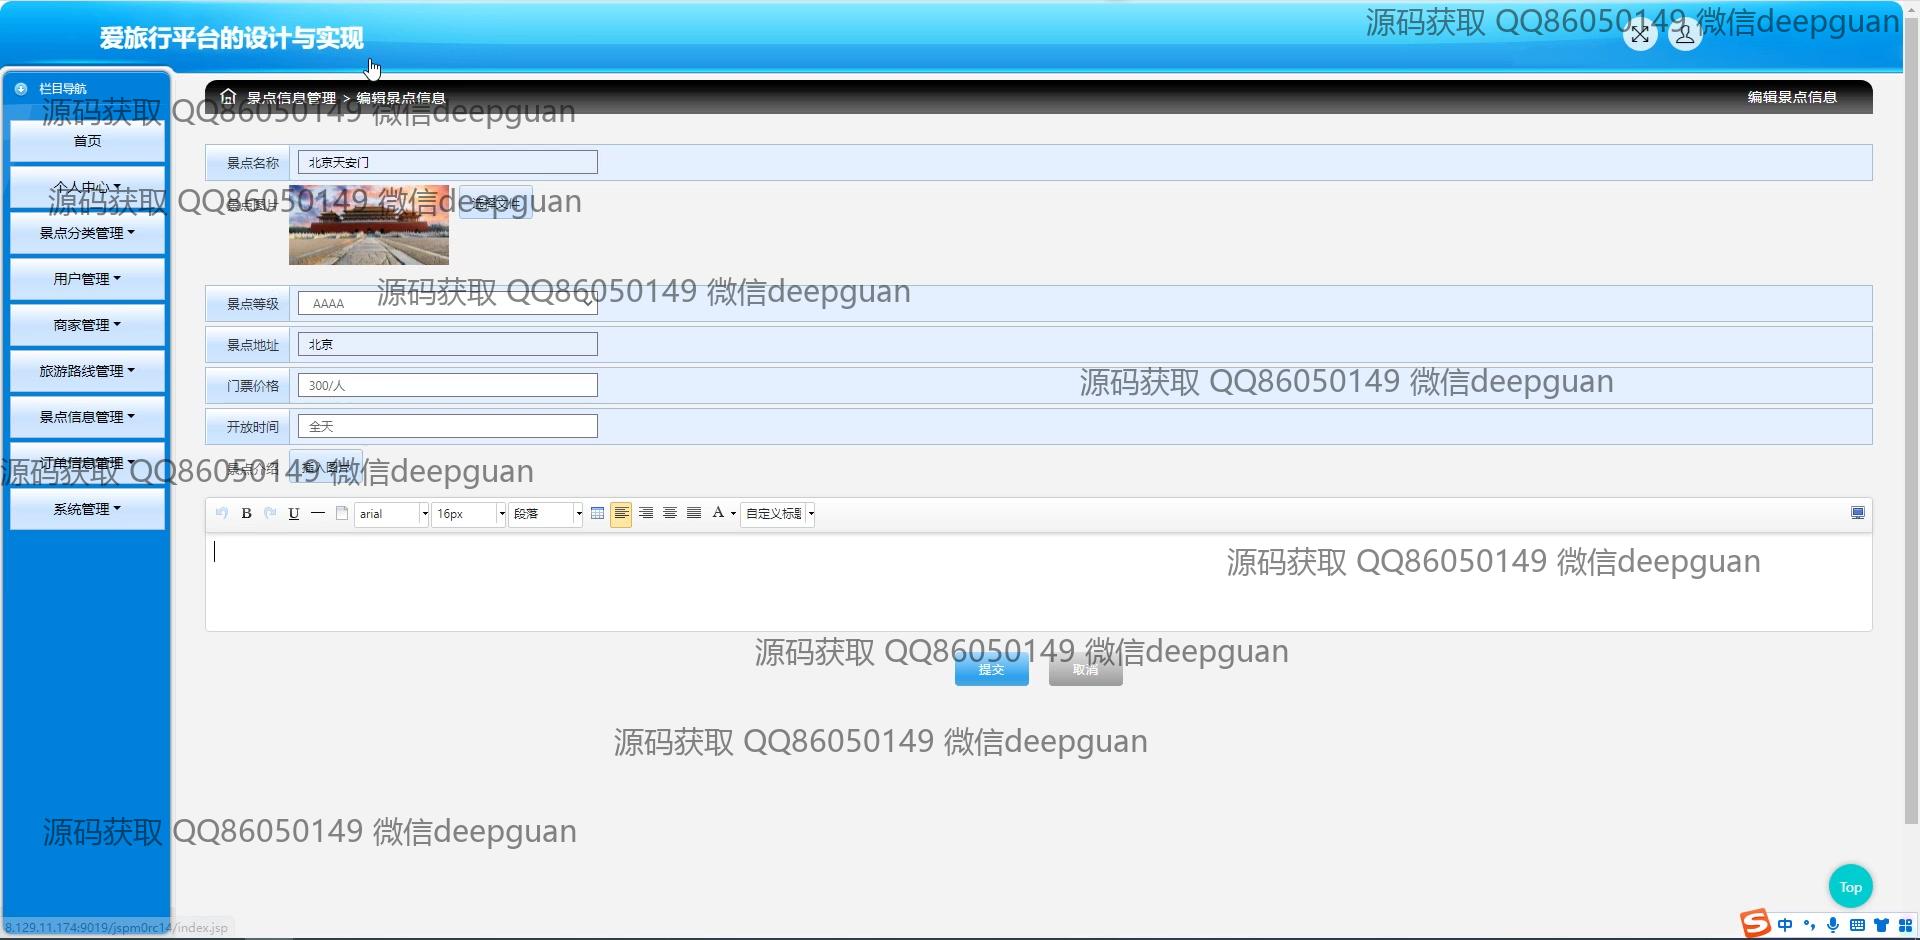 爱旅行平台的设计与实现
源码获取 QQ86050149 微信deepguan
栏目导航
景点信息管理 > 编辑景点信息
编辑景点信息
源码获取 QQ86050149 微信deepguan
首页
景点名称
北京天安门
个人中心
源码获取 QQ86050149 微信deepguan
景点图片
选择文件
景点分类管理
用户管理
源码获取 QQ86050149 微信deepguan
景点等级
AAAA
商家管理
景点地址
北京
旅游路线管理
门票价格
300/人
源码获取 QQ86050149 微信deepguan
景点信息管理
开放时间
全天
订单信息管理
源码获取 QQ86050149 微信deepguan
景点介绍
插入图片
系统管理
B
U
arial
16px
段落
A
自定义标题
源码获取 QQ86050149 微信deepguan
源码获取 QQ86050149 微信deepguan
提交
取消
源码获取 QQ86050149 微信deepguan
源码获取 QQ86050149 微信deepguan
Top
8.129.11.174:9019/jspm0rc14/index.jsp
S
中